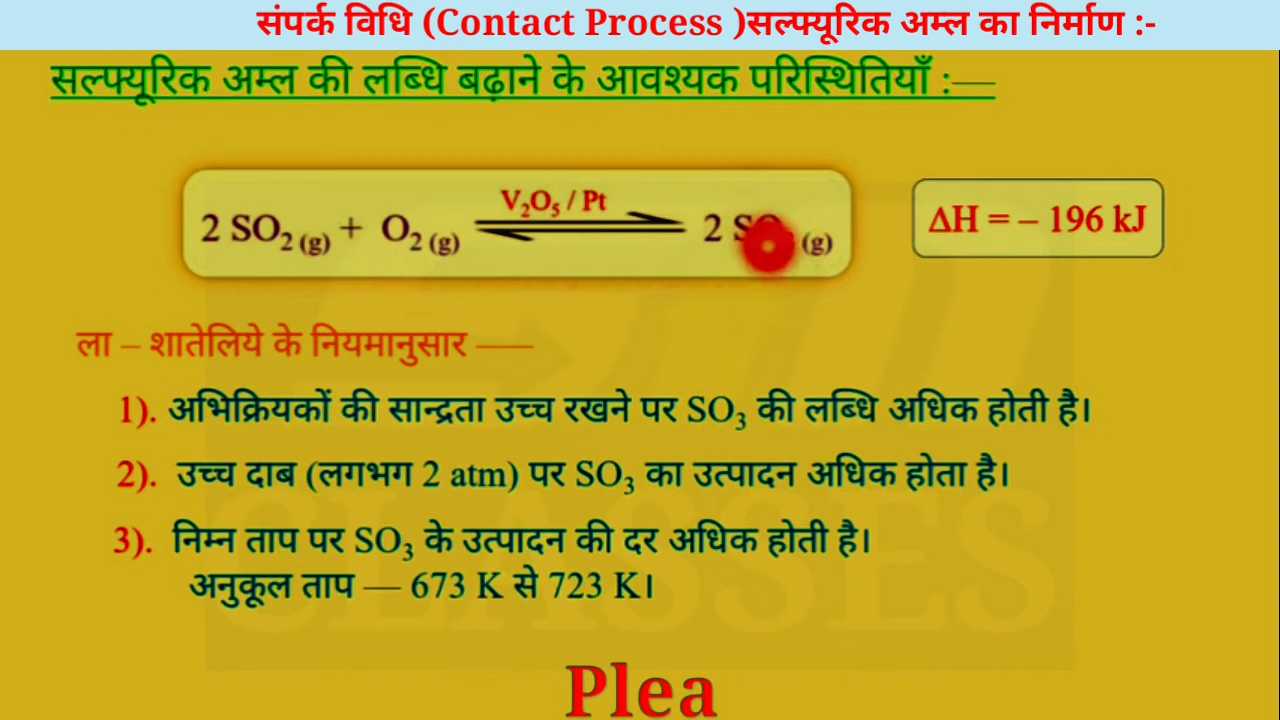 संपर्क विधि (Contact Process )सल्फ्यूरिक अम्ल का निर्माण :-
सल्फ्यूरिक अम्ल की लब्धि बढ़ाने के आवश्यक परिस्थितियाँ :—
V₂O₅ / Pt
2 SO₂ (g) + O₂ (g) ⇌ 2 (g)
ΔH = – 196 kJ
ला – शातेलिये के नियमानुसार —–
1). अभिक्रियकों की सान्द्रता उच्च रखने पर SO₃ की लब्धि अधिक होती है।
2). उच्च दाब (लगभग 2 atm) पर SO₃ का उत्पादन अधिक होता है।
3). निम्न ताप पर SO₃ के उत्पादन की दर अधिक होती है।
अनुकूल ताप — 673 K से 723 K।
CLASSES
Plea